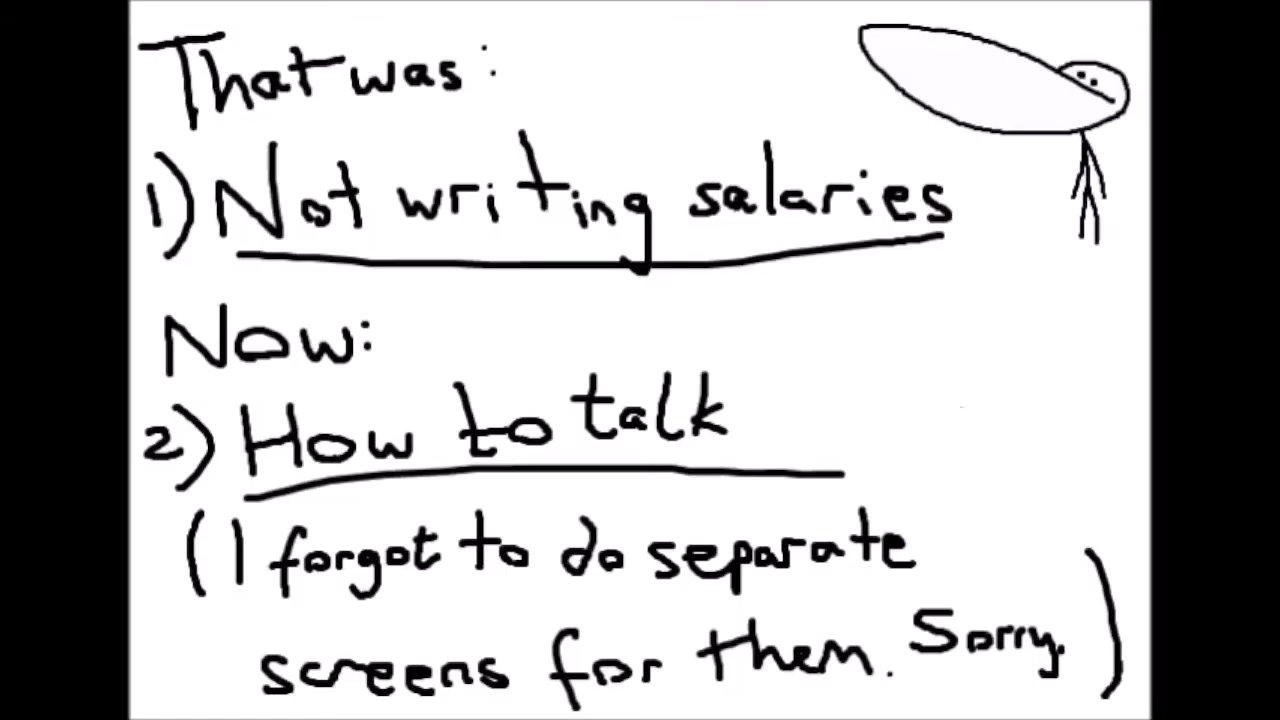 That was:
1) Not writing salaries
Now:
2) How to talk
(I forgot to do separate
screens for them. Sorry.)